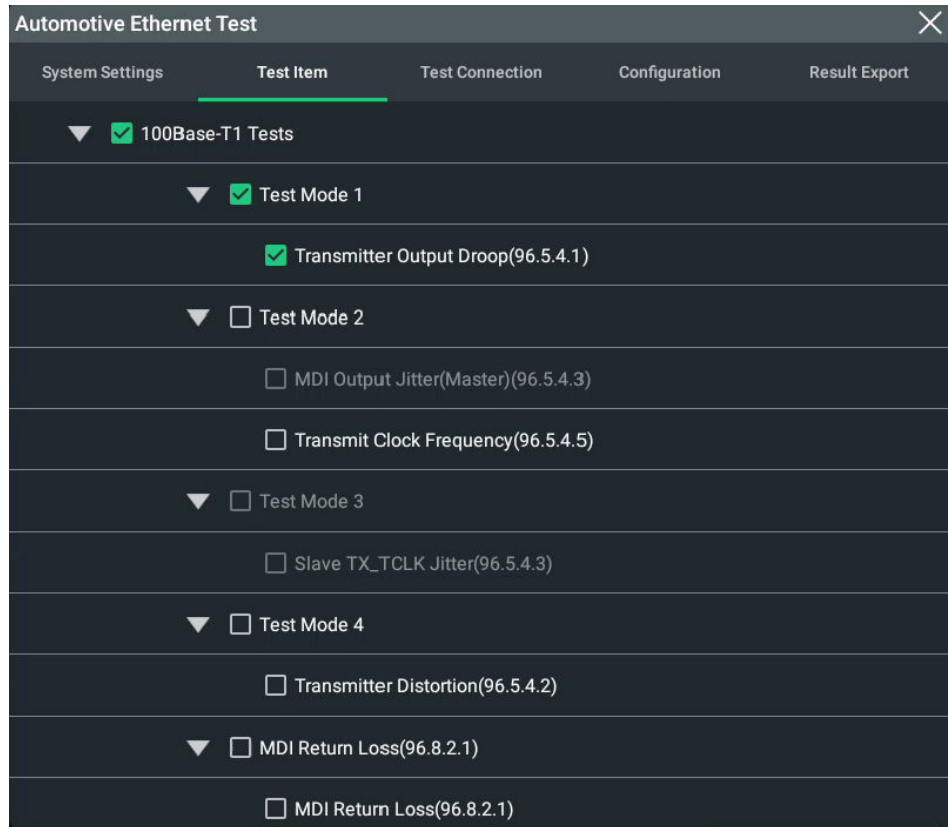 Automotive Ethernet Test
System Settings Test Item Test Connection Configuration Result Export
100Base-T1 Tests
Test Mode 1
Transmitter Output Droop(96.5.4.1)
Test Mode 2
MDI Output Jitter(Master)(96.5.4.3)
Transmit Clock Frequency(96.5.4.5)
Test Mode 3
Slave TX_TCLK Jitter(96.5.4.3)
Test Mode 4
Transmitter Distortion(96.5.4.2)
MDI Return Loss(96.8.2.1)
MDI Return Loss(96.8.2.1)